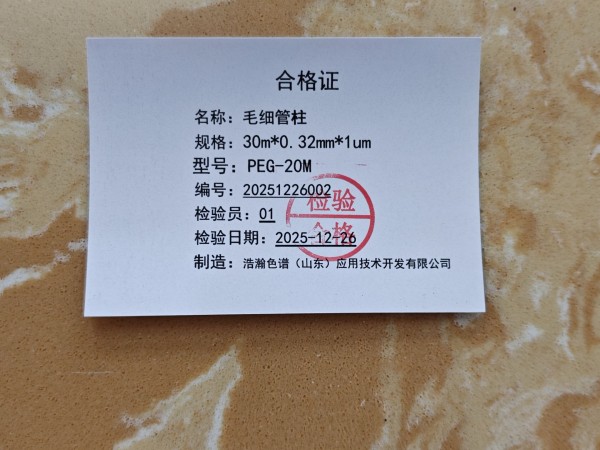 合格证
名称：毛细管柱
规格：30m*0.32mm*1um
型号：PEG-20M
编号：20251226002
检验员：01
检验日期：2025-12-26
制造：浩瀚色谱（山东）应用技术开发有限公司
检验
合格